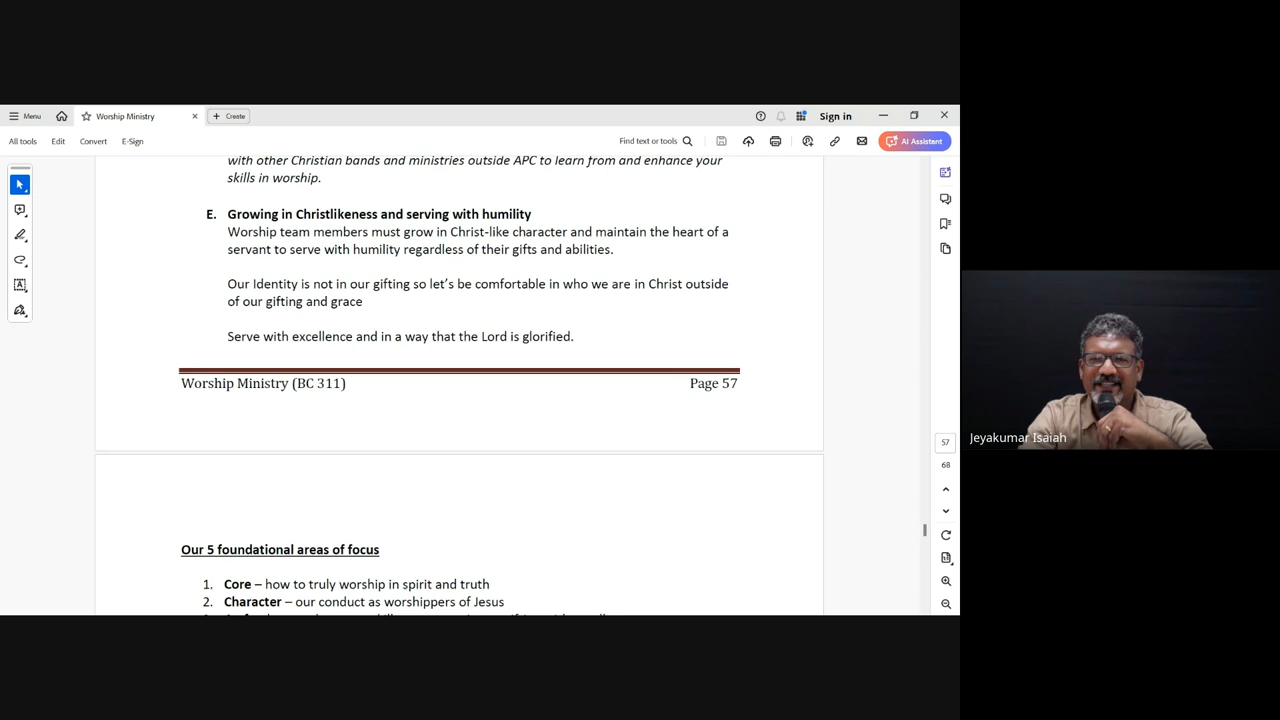 Menu
Worship Ministry
Create
Sign in
All tools
Edit
Convert
E-Sign
Find text or tools
AI Assistant
with other Christian bands and ministries outside APC to learn from and enhance your
skills in worship.
E. Growing in Christlikeness and serving with humility
Worship team members must grow in Christ-like character and maintain the heart of a
servant to serve with humility regardless of their gifts and abilities.
Our Identity is not in our gifting so let's be comfortable in who we are in Christ outside
of our gifting and grace
Serve with excellence and in a way that the Lord is glorified.
Worship Ministry (BC 311)
Page 57
Our 5 foundational areas of focus
1. Core – how to truly worship in spirit and truth
2. Character – our conduct as worshippers of Jesus
57
68
Jeyakumar Isaiah